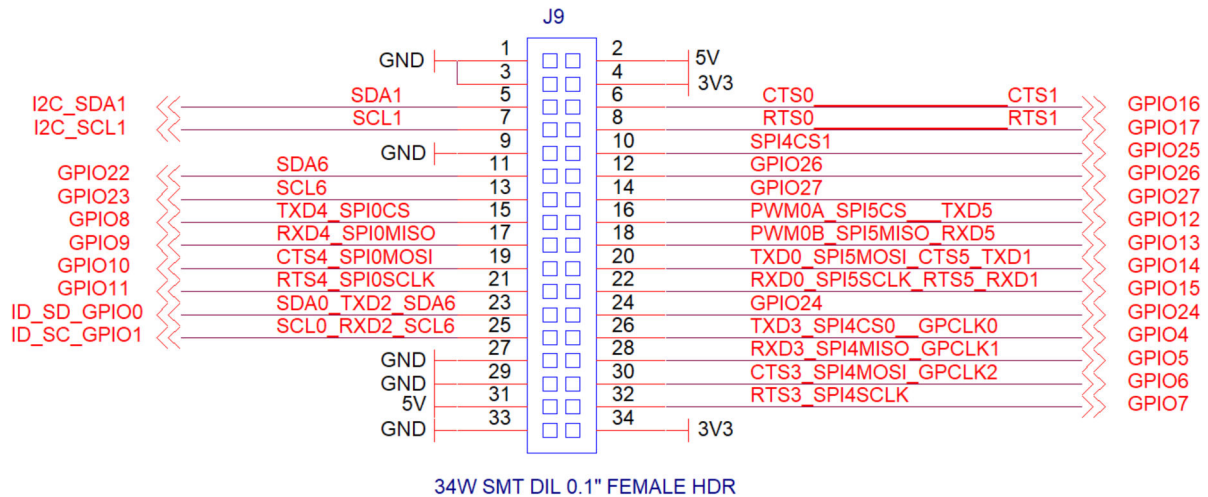 J9
GND 1 2 5V
3 4 3V3
I2C_SDA1 SDA1 5 6 CTS0 CTS1 GPIO16
I2C_SCL1 SCL1 7 8 RTS0 RTS1 GPIO17
GND 9 10 SPI4CS1 GPIO25
GPIO22 SDA6 11 12 GPIO26 GPIO26
GPIO23 SCL6 13 14 GPIO27 GPIO27
GPIO8 TXD4_SPI0CS 15 16 PWM0A_SPI5CS___TXD5 GPIO12
GPIO9 RXD4_SPI0MISO 17 18 PWM0B_SPI5MISO_RXD5 GPIO13
GPIO10 CTS4_SPI0MOSI 19 20 TXD0_SPI5MOSI_CTS5_TXD1 GPIO14
GPIO11 RTS4_SPI0SCLK 21 22 RXD0_SPI5SCLK_RTS5_RXD1 GPIO15
ID_SD_GPIO0 SDA0_TXD2_SDA6 23 24 GPIO24 GPIO24
ID_SC_GPIO1 SCL0_RXD2_SCL6 25 26 TXD3_SPI4CS0__GPCLK0 GPIO4
GND 27 28 RXD3_SPI4MISO_GPCLK1 GPIO5
GND 29 30 CTS3_SPI4MOSI_GPCLK2 GPIO6
5V 31 32 RTS3_SPI4SCLK GPIO7
GND 33 34 3V3
34W SMT DIL 0.1" FEMALE HDR